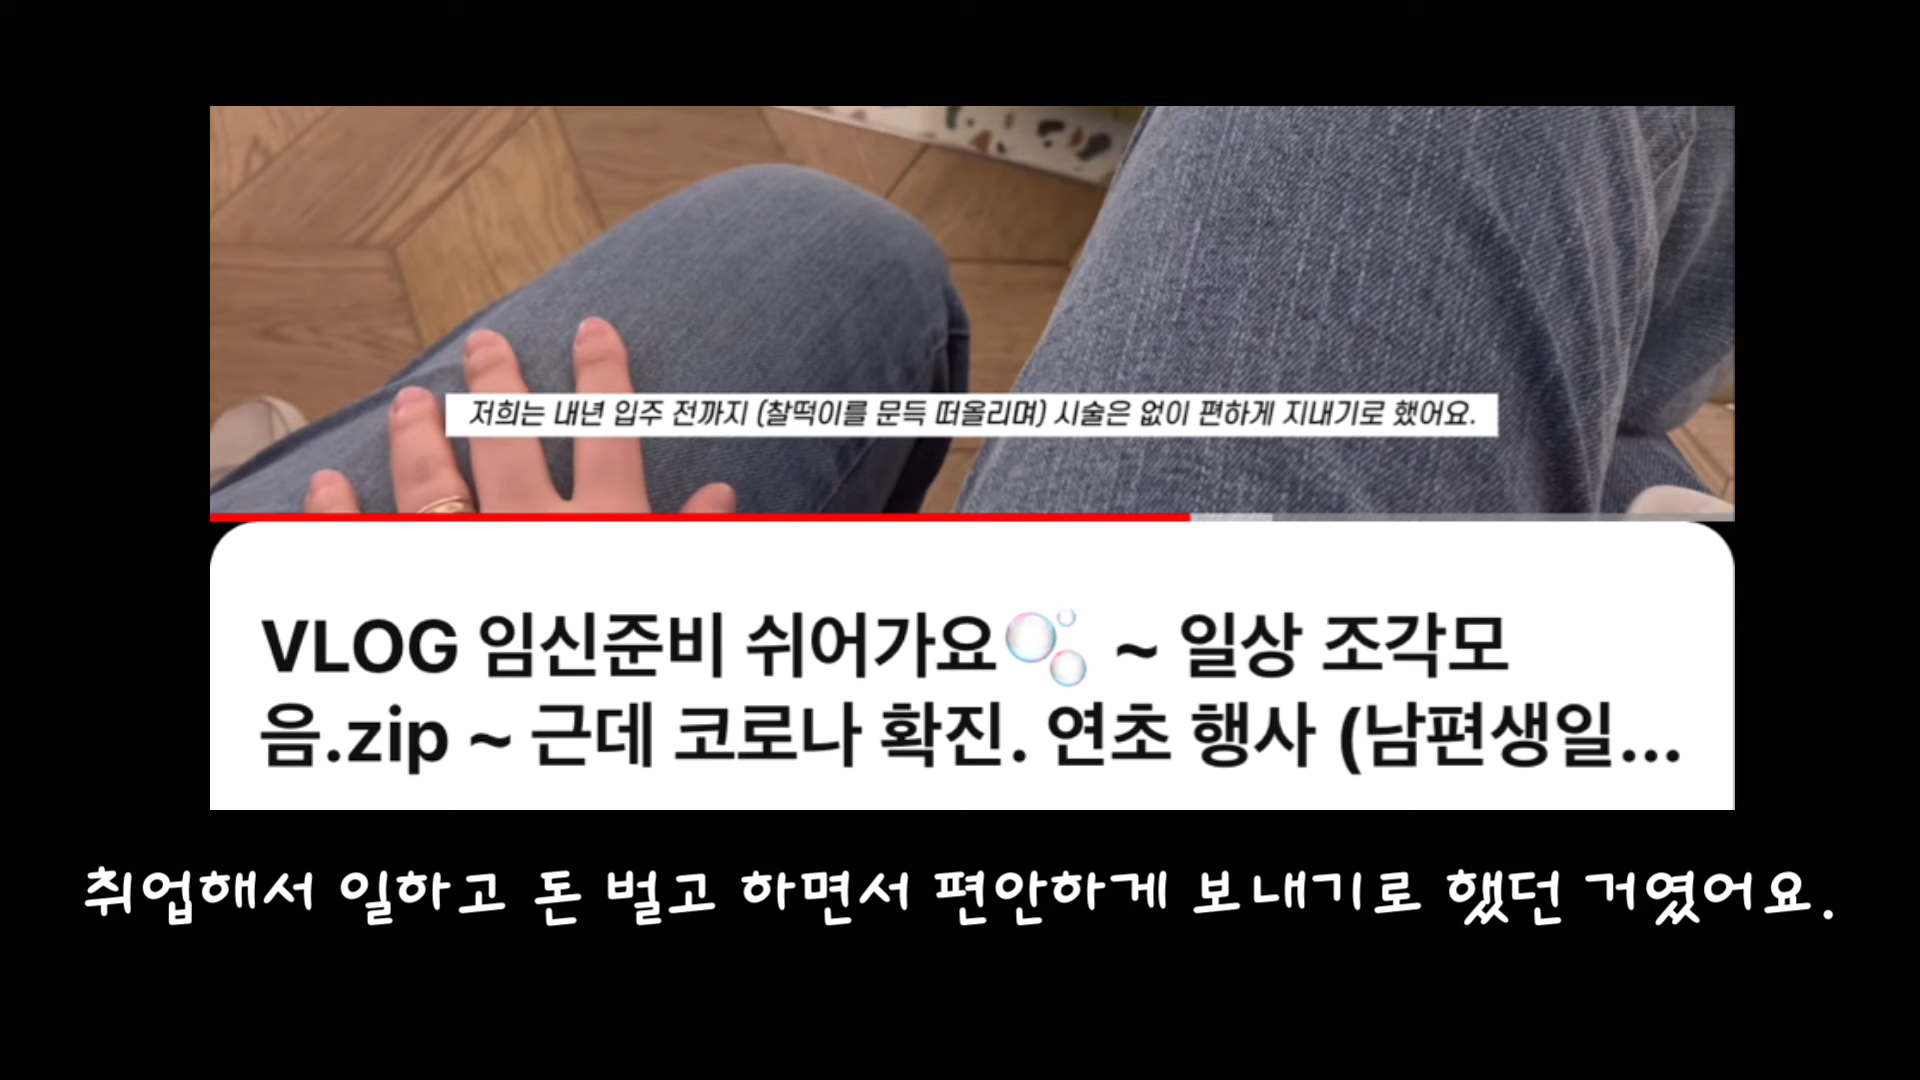 저희는 내년 입주 전까지 (찰떡이를 문득 떠올리며) 시술은 없이 편하게 지내기로 했어요.
VLOG 임신준비 쉬어가요🫧 ~ 일상 조각모
음.zip ~ 근데 코로나 확진. 연초 행사 (남편생일...
취업해서 일하고 돈 벌고 하면서 편안하게 보내기로 했던 거였어요.